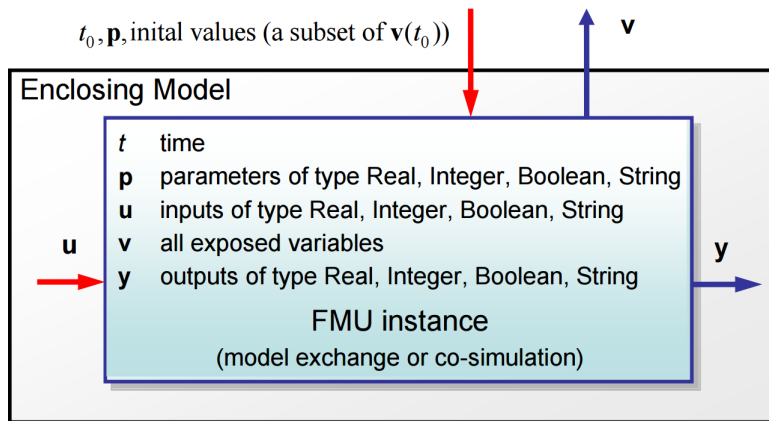 t₀, p, inital values (a subset of v(t₀))
v
Enclosing Model
t time
p parameters of type Real, Integer, Boolean, String
u inputs of type Real, Integer, Boolean, String
v all exposed variables
u
y outputs of type Real, Integer, Boolean, String
y
FMU instance
(model exchange or co-simulation)